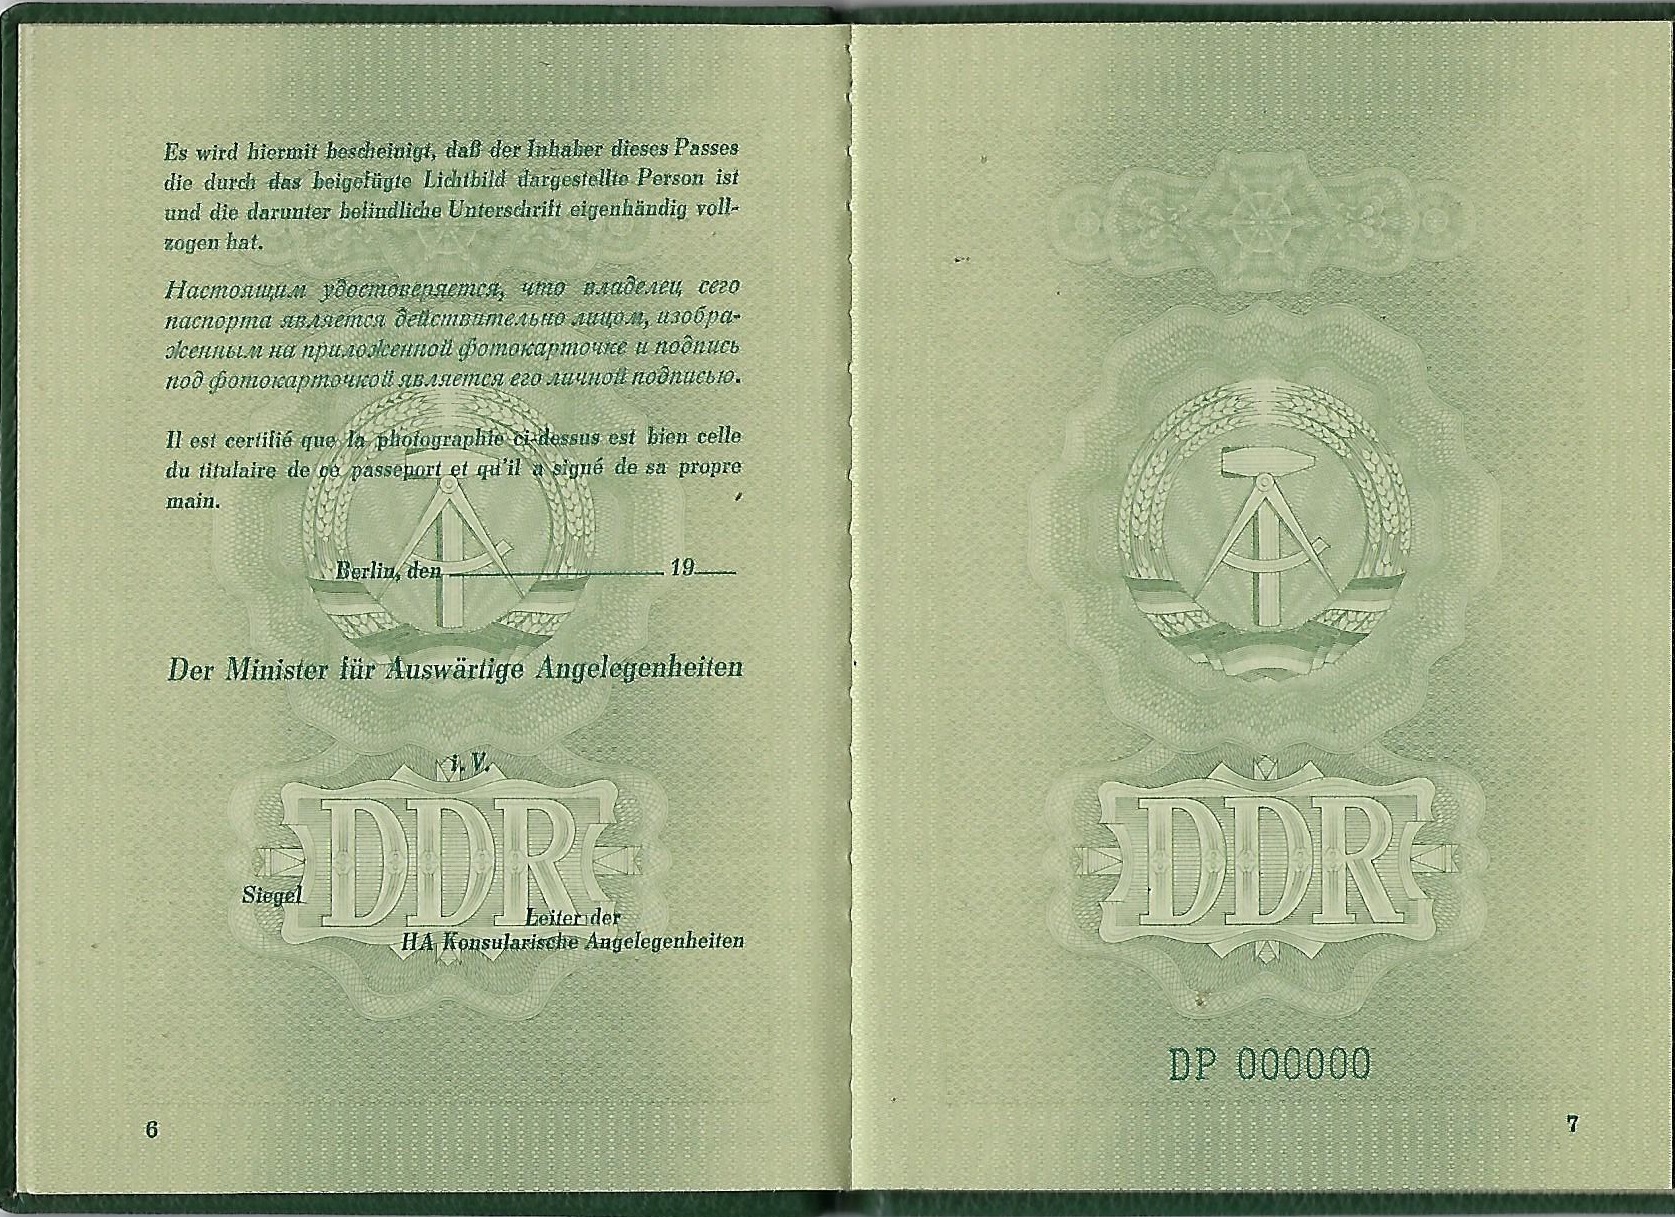 Es wird hiermit bescheinigt, daß der Inhaber dieses Passes
die durch das beigefügte Lichtbild dargestellte Person ist
und die darunter befindliche Unterschrift eigenhändig voll-
zogen hat.
Настоящим удостоверяется, что владелец сего
паспорта является действительно лицом, изобра-
женным на приложенной фотокарточке и подпись
под фотокарточкой является его личной подписью.
Il est certifié que la photographie ci-dessus est bien celle
du titulaire de ce passeport et qu'il a signé de sa propre
main.
Berlin, den 19
Der Minister für Auswärtige Angelegenheiten
i. V.
DDR
Siegel
Leiter der
HA Konsularische Angelegenheiten
6
DDR
DP 000000
7